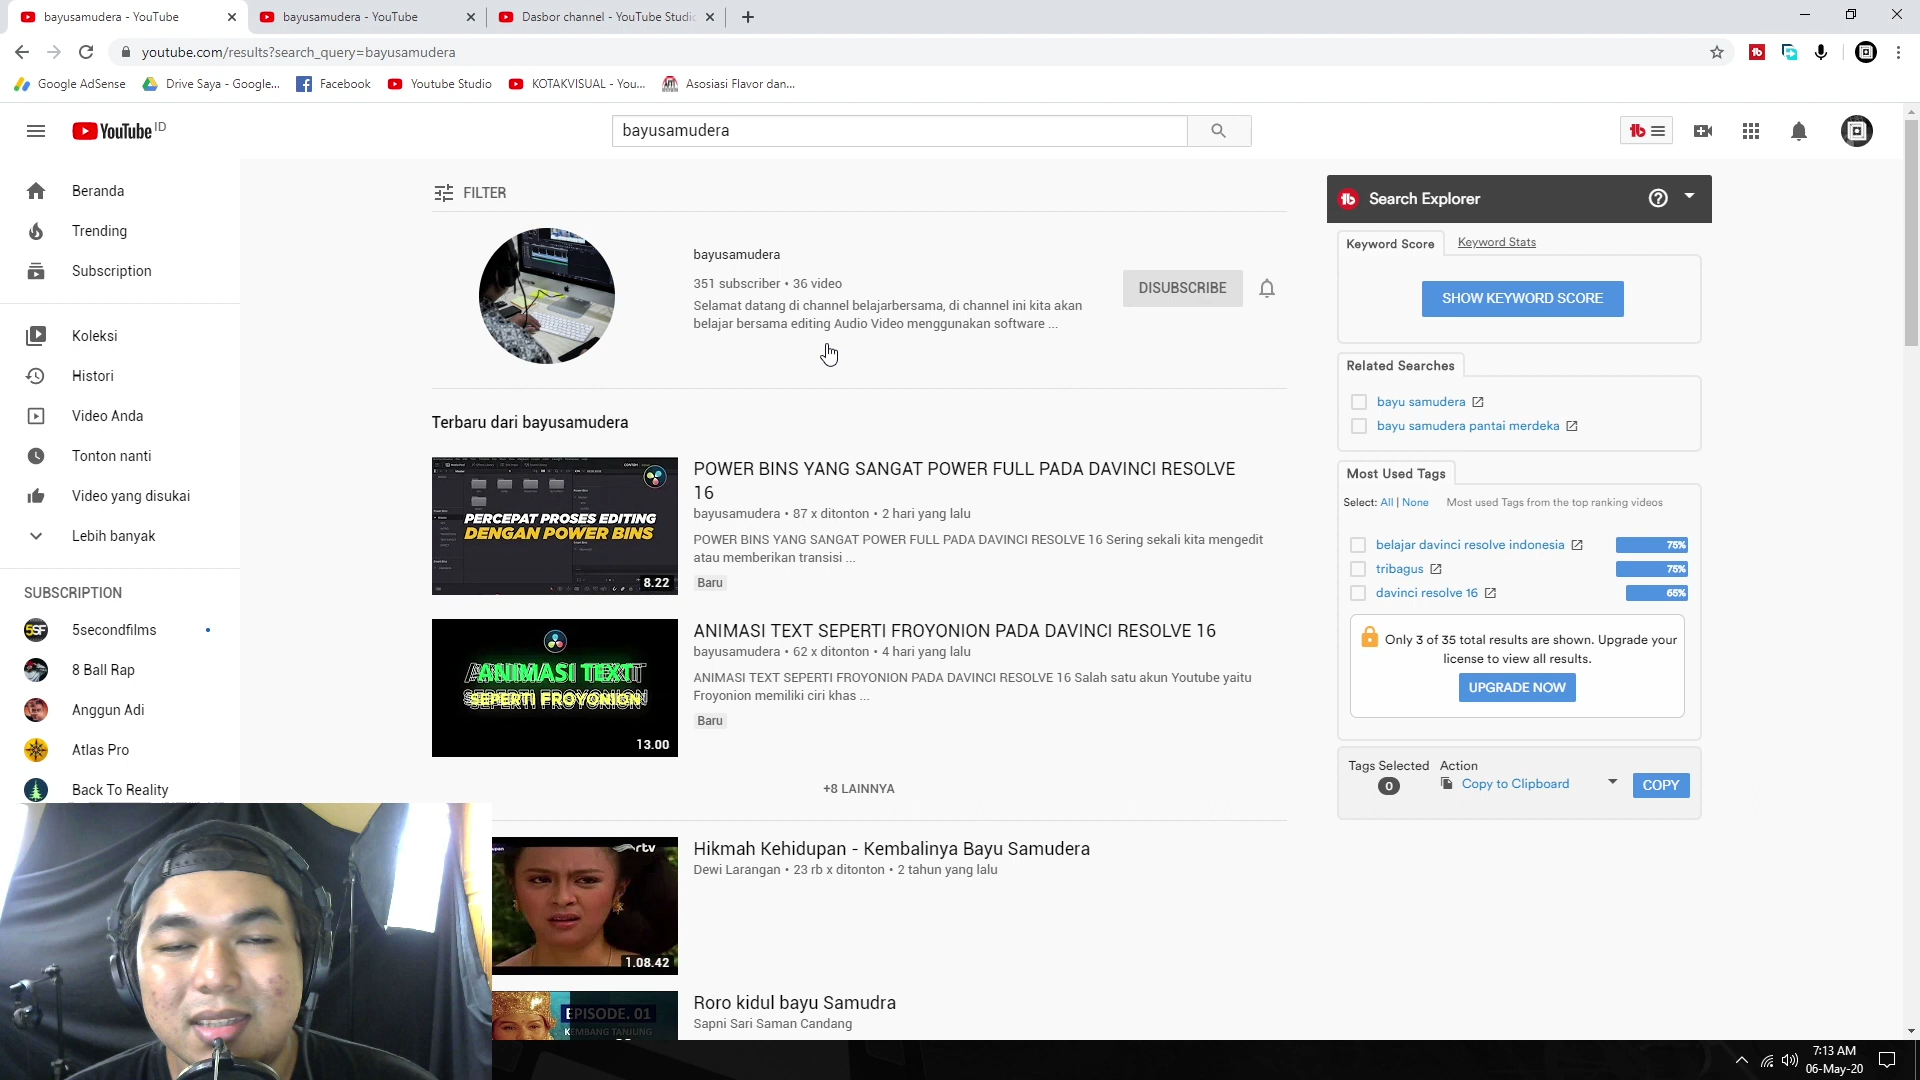 bayusamudera - YouTube
bayusamudera - YouTube
Dasbor channel - YouTube Studio
youtube.com/results?search_query=bayusamudera
Google AdSense
Drive Saya - Google...
Facebook
Youtube Studio
KOTAKVISUAL - You...
Asosiasi Flavor dan...
YouTube ID
bayusamudera
Beranda
Trending
Subscription
Koleksi
Histori
Video Anda
Tonton nanti
Video yang disukai
Lebih banyak
SUBSCRIPTION
5secondfilms
8 Ball Rap
Anggun Adi
Atlas Pro
Back To Reality
FILTER
bayusamudera
351 subscriber • 36 video
Selamat datang di channel belajarbersama, di channel ini kita akan
belajar bersama editing Audio Video menggunakan software ...
DISUBSCRIBE
Terbaru dari bayusamudera
PERCEPAT PROSES EDITING
DENGAN POWER BINS
8.22
POWER BINS YANG SANGAT POWER FULL PADA DAVINCI RESOLVE
16
bayusamudera • 87 x ditonton • 2 hari yang lalu
POWER BINS YANG SANGAT POWER FULL PADA DAVINCI RESOLVE 16 Sering sekali kita mengedit
atau memberikan transisi ...
Baru
ANIMASI TEXT
SEPERTI FROYONION
13.00
ANIMASI TEXT SEPERTI FROYONION PADA DAVINCI RESOLVE 16
bayusamudera • 62 x ditonton • 4 hari yang lalu
ANIMASI TEXT SEPERTI FROYONION PADA DAVINCI RESOLVE 16 Salah satu akun Youtube yaitu
Froyonion memiliki ciri khas ...
Baru
+8 LAINNYA
rtv
1.08.42
Hikmah Kehidupan - Kembalinya Bayu Samudera
Dewi Larangan • 23 rb x ditonton • 2 tahun yang lalu
EPISODE. 01
KEMBANG TANJUNG
Roro kidul bayu Samudra
Sapni Sari Saman Candang
Search Explorer
Keyword Score
Keyword Stats
SHOW KEYWORD SCORE
Related Searches
bayu samudera
bayu samudera pantai merdeka
Most Used Tags
Select: All | None Most used Tags from the top ranking videos
belajar davinci resolve indonesia 75%
tribagus 75%
davinci resolve 16 65%
Only 3 of 35 total results are shown. Upgrade your
license to view all results.
UPGRADE NOW
Tags Selected
0
Action
Copy to Clipboard
COPY
7:13 AM
06-May-20